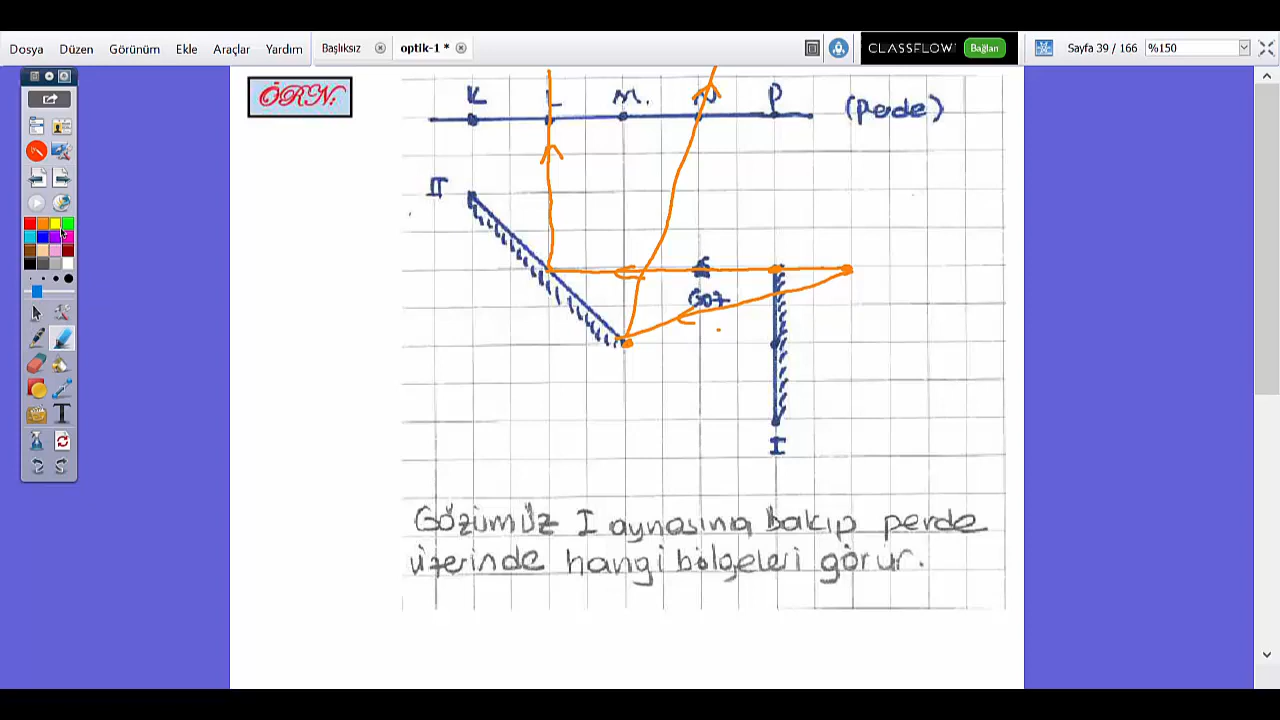 Dosya Düzen Görünüm Ekle Araçlar Yardım Başlıksız optik-1 * CLASSFLOW Bağlan Sayfa 39 / 166 %150
ÖRN:
K L M. N P (Perde)
II
Göz
I
Gözümüz I aynasına bakıp perde
üzerinde hangi bölgeleri görür.